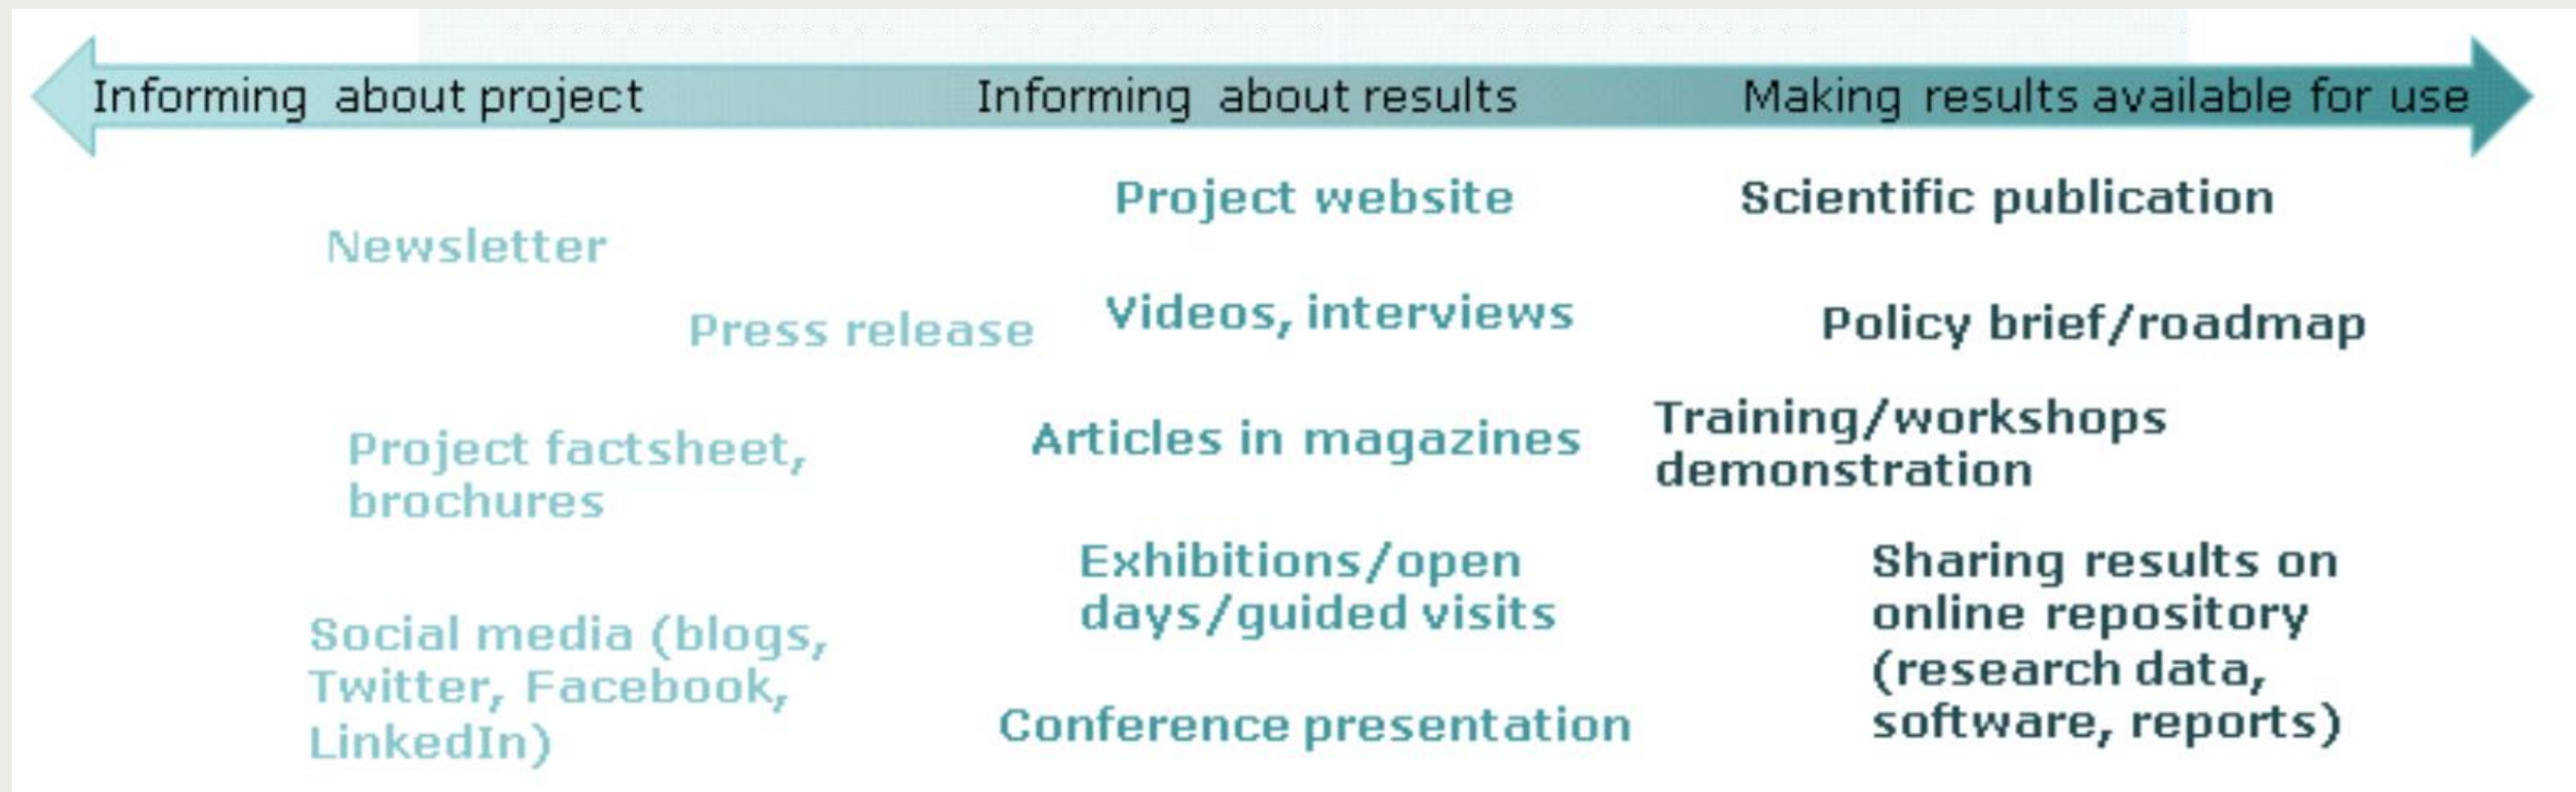 Informing about project
Informing about results
Making results available for use
Newsletter
Press release
Project factsheet,
brochures
Social media (blogs,
Twitter, Facebook,
LinkedIn)
Project website
Videos, interviews
Articles in magazines
Exhibitions/open
days/guided visits
Conference presentation
Scientific publication
Policy brief/roadmap
Training/workshops
demonstration
Sharing results on
online repository
(research data,
software, reports)